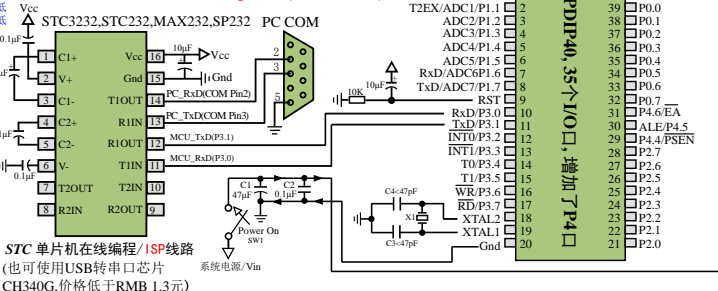 低
低
Vcc
STC3232,STC232,MAX232,SP232 PC COM
0.1μF
1 C1+
2 V+
3 C1-
4 C2+
5 C2-
6 V-
7 T2OUT
8 R2IN
0.1μF
Vcc 16
Gnd 15
T1OUT 14
R1IN 13
R1OUT 12
T1IN 11
T2IN 10
R2OUT 9
10μF
Vcc
Gnd
PC_RxD(COM Pin2)
PC_TxD(COM Pin3)
MCU_TxD(P3.1)
MCU_RxD(P3.0)
2
3
5
C1
47μF
C2
0.1μF
Power On
SW1
系统电源/Vin
STC 单片机在线编程/ISP线路
(也可使用USB转串口芯片
CH340G,价格低于RMB 1.3元)
10μF
10K
C4<47pF
X1
C3<47pF
T2EX/ADC1/P1.1 2
ADC2/P1.2 3
ADC3/P1.3 4
ADC4/P1.4 5
ADC5/P1.5 6
RxD/ADC6P1.6 7
TxD/ADC7/P1.7 8
RST 9
RxD/P3.0 10
TxD/P3.1 11
INT0/P3.2 12
INT1/P3.3 13
T0/P3.4 14
T1/P3.5 15
WR/P3.6 16
RD/P3.7 17
XTAL2 18
XTAL1 19
Gnd 20
PDIP40, 35个I/O口, 增加了P4口
39 P0.0
38 P0.1
37 P0.2
36 P0.3
35 P0.4
34 P0.5
33 P0.6
32 P0.7
31 P4.6/EA
30 ALE/P4.5
29 P4.4/PSEN
28 P2.7
27 P2.6
26 P2.5
25 P2.4
24 P2.3
23 P2.2
22 P2.1
21 P2.0